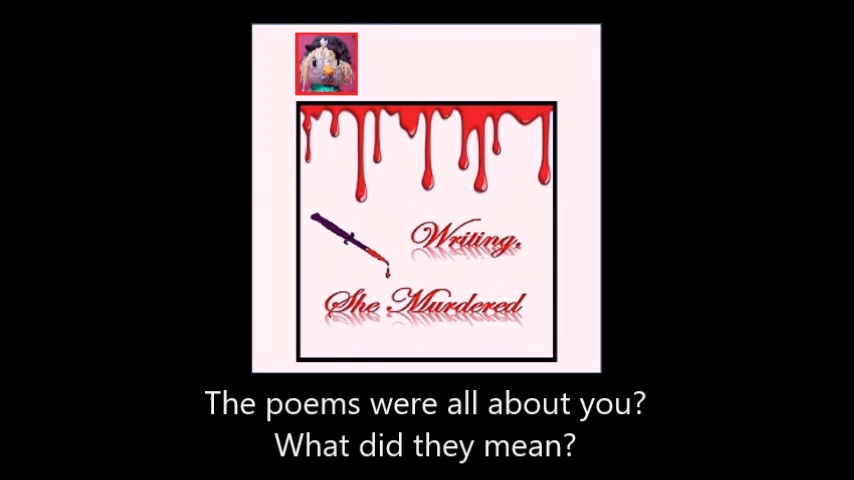 Writing,
She Murdered
The poems were all about you?
What did they mean?